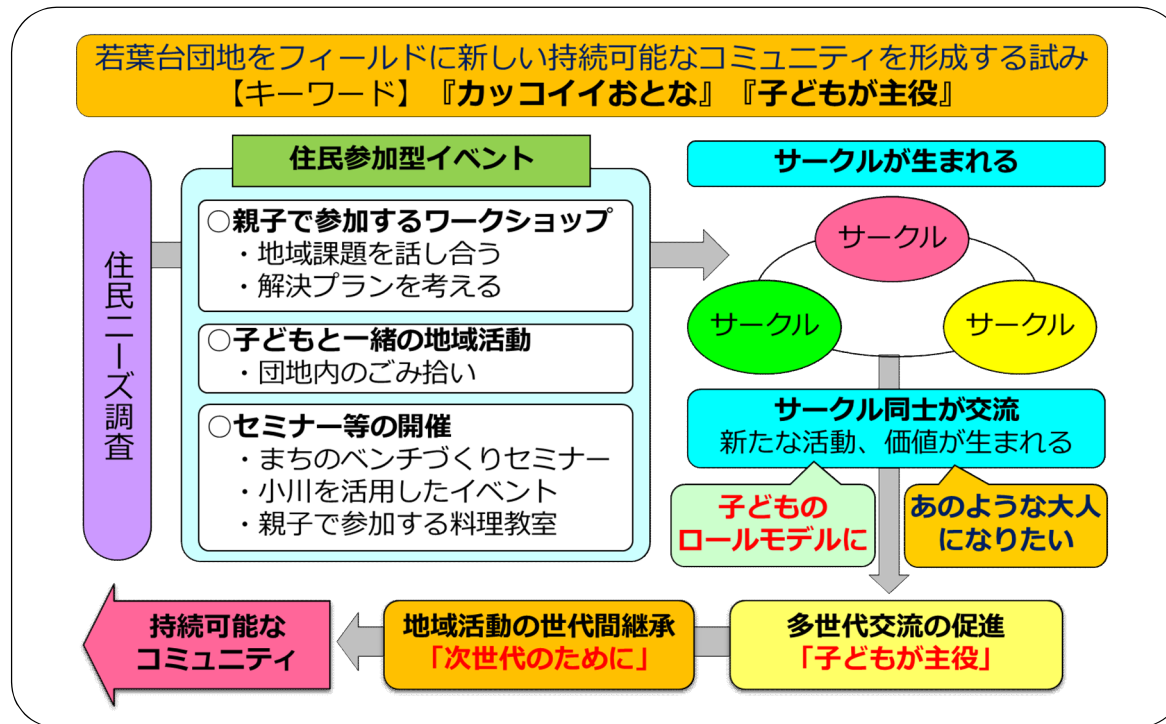 若葉台団地をフィールドに新しい持続可能なコミュニティを形成する試み
【キーワード】『カッコイイおとな』『子どもが主役』
住民ニーズ調査
住民参加型イベント
○親子で参加するワークショップ
・地域課題を話し合う
・解決プランを考える
○子どもと一緒の地域活動
・団地内のごみ拾い
○セミナー等の開催
・まちのベンチづくりセミナー
・小川を活用したイベント
・親子で参加する料理教室
サークルが生まれる
サークル
サークル
サークル
サークル同士が交流
新たな活動、価値が生まれる
子どもの
ロールモデルに
あのような大人
になりたい
多世代交流の促進
「子どもが主役」
地域活動の世代間継承
「次世代のために」
持続可能な
コミュニティ